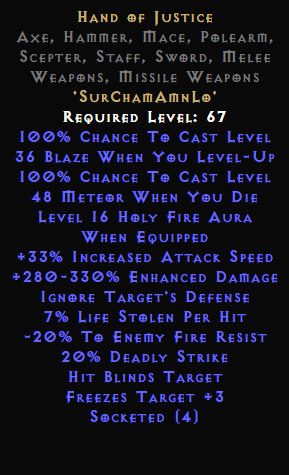 Hand of Justice
Axe, Hammer, Mace, Polearm,
Scepter, Staff, Sword, Melee
Weapons, Missile Weapons
'SurChamAmnLo'
Required Level: 67
100% Chance To Cast Level
36 Blaze When You Level-Up
100% Chance To Cast Level
48 Meteor When You Die
Level 16 Holy Fire Aura
When Equipped
+33% Increased Attack Speed
+280-330% Enhanced Damage
Ignore Target's Defense
7% Life Stolen Per Hit
-20% To Enemy Fire Resist
20% Deadly Strike
Hit Blinds Target
Freezes Target +3
Socketed (4)